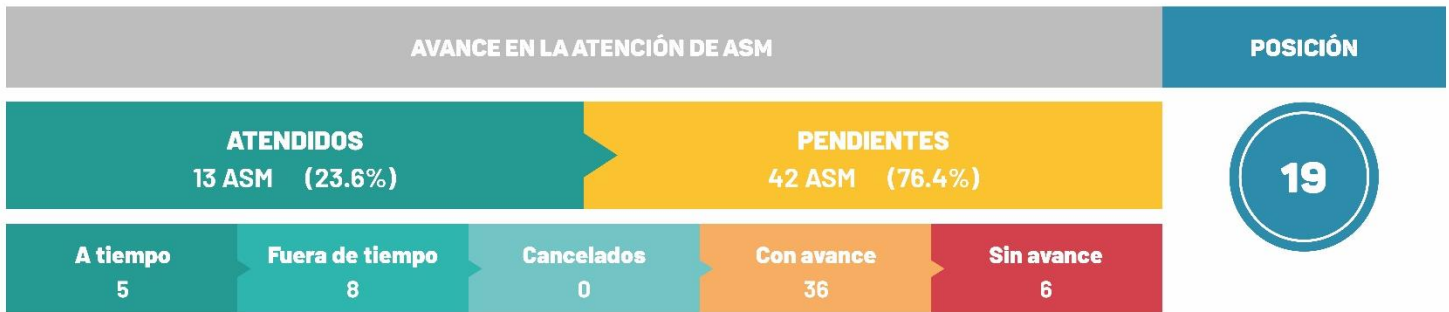 AVANCE EN LA ATENCIÓN DE ASM
POSICIÓN
ATENDIDOS
13 ASM (23.6%)
PENDIENTES
42 ASM (76.4%)
19
A tiempo
5
Fuera de tiempo
8
Cancelados
0
Con avance
36
Sin avance
6